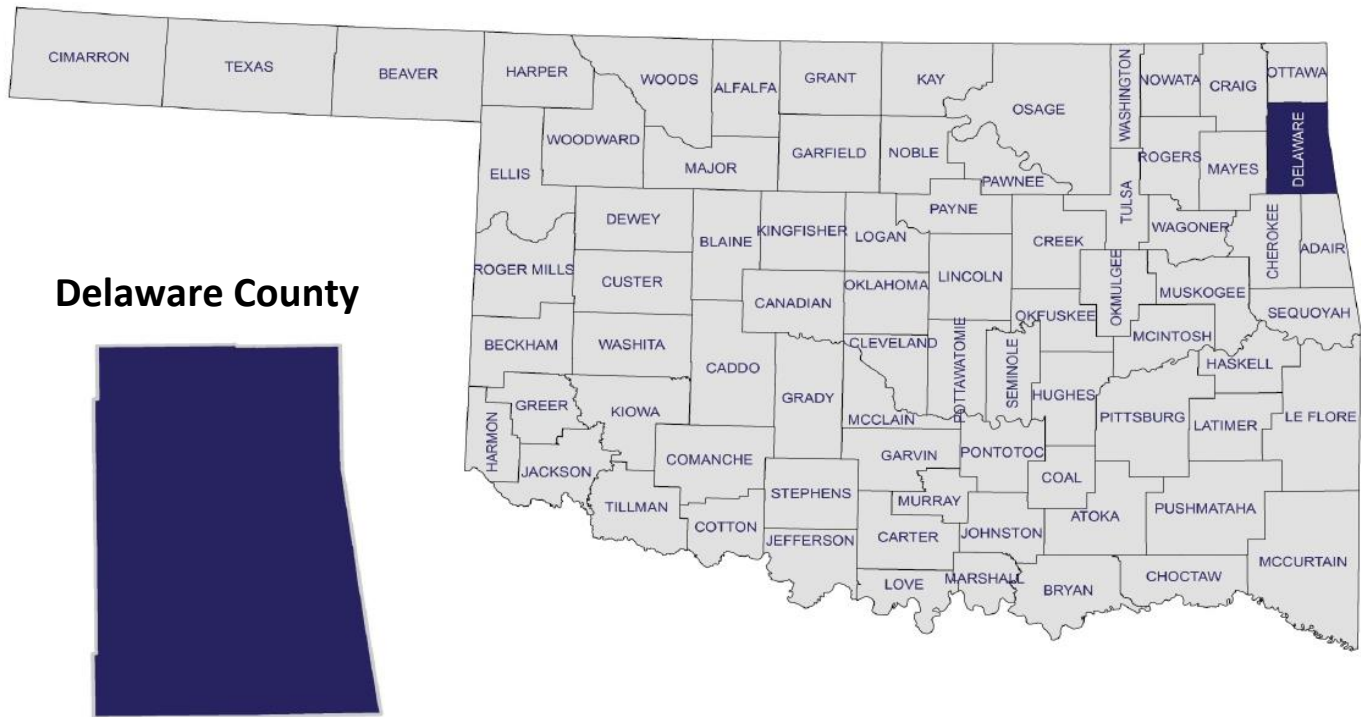 CIMARRON
TEXAS
BEAVER
HARPER
WOODS
ALFALFA
GRANT
KAY
OSAGE
WASHINGTON
NOWATA
CRAIG
OTTAWA
DELAWARE
WOODWARD
ELLIS
MAJOR
GARFIELD
NOBLE
PAWNEE
ROGERS
MAYES
TULSA
DEWEY
BLAINE
KINGFISHER
LOGAN
PAYNE
CREEK
WAGONER
CHEROKEE
ADAIR
ROGER MILLS
CUSTER
CANADIAN
OKLAHOMA
LINCOLN
OKMULGEE
MUSKOGEE
SEQUOYAH
Delaware County
BECKHAM
WASHITA
CADDO
GRADY
CLEVELAND
POTTAWATOMIE
SEMINOLE
OKFUSKEE
MCINTOSH
HASKELL
HARMON
GREER
KIOWA
MCCLAIN
HUGHES
PITTSBURG
LATIMER
LE FLORE
JACKSON
COMANCHE
GARVIN
PONTOTOC
COAL
TILLMAN
COTTON
STEPHENS
MURRAY
JOHNSTON
ATOKA
PUSHMATAHA
JEFFERSON
CARTER
LOVE
MARSHALL
BRYAN
CHOCTAW
MCCURTAIN